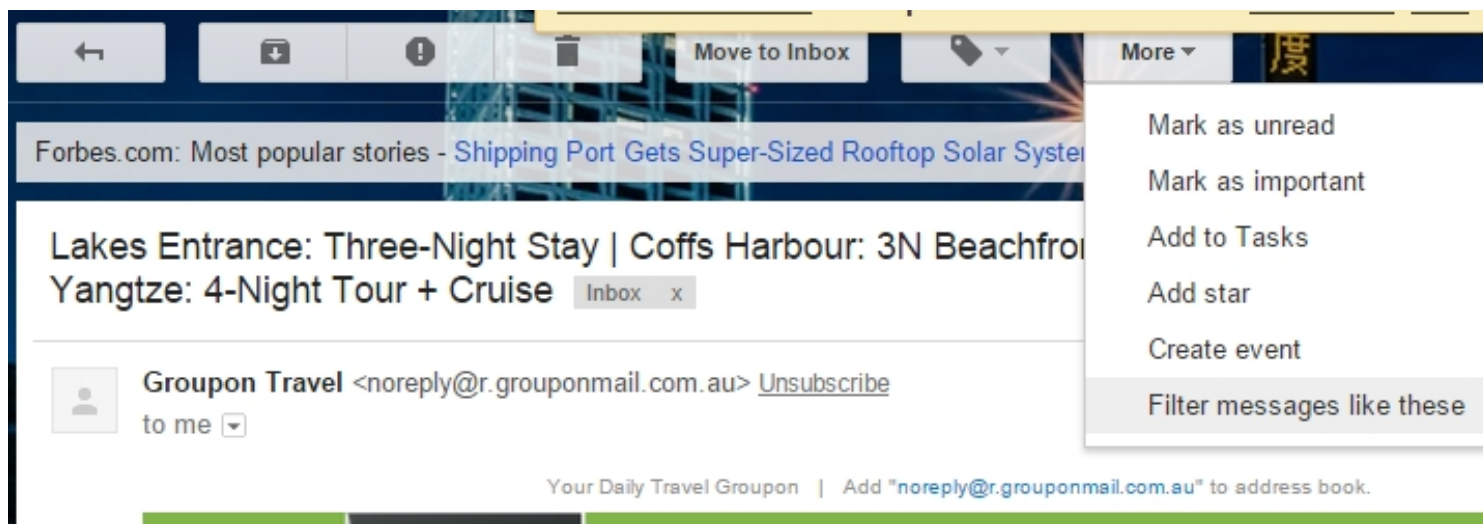 Move to Inbox
More
度
Forbes.com: Most popular stories - Shipping Port Gets Super-Sized Rooftop Solar System
Mark as unread
Mark as important
Add to Tasks
Add star
Create event
Filter messages like these
Lakes Entrance: Three-Night Stay | Coffs Harbour: 3N
Yangtze: 4-Night Tour + Cruise Inbox x
Groupon Travel <noreply@r.grouponmail.com.au> Unsubscribe
to me
Your Daily Travel Groupon | Add "noreply@r.grouponmail.com.au" to address book.